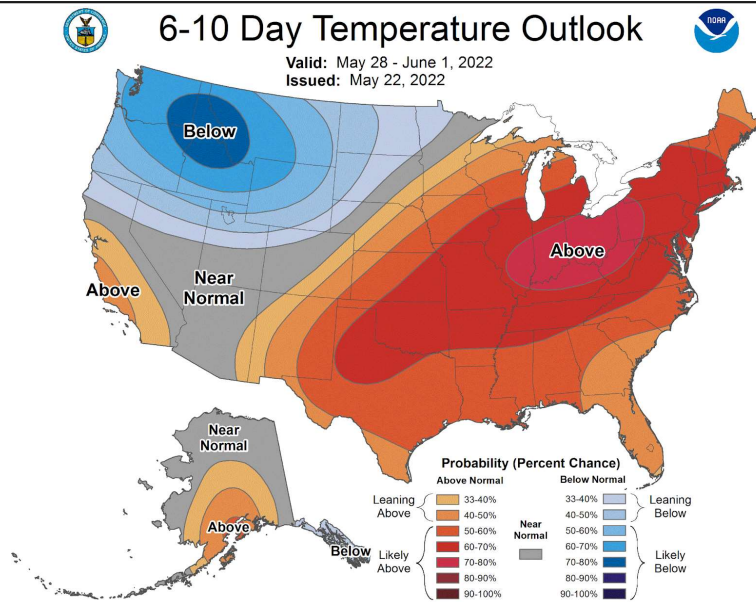 6-10 Day Temperature Outlook
NOAA
Valid: May 28 - June 1, 2022
Issued: May 22, 2022
Below
Above
Near
Normal
Above
Near
Normal
Above
Below
Probability (Percent Chance)
Above Normal
Below Normal
Leaning
Above
33-40%
40-50%
Likely
Above
50-60%
60-70%
70-80%
80-90%
90-100%
Near
Normal
33-40%
40-50%
Leaning
Below
50-60%
60-70%
70-80%
80-90%
90-100%
Likely
Below